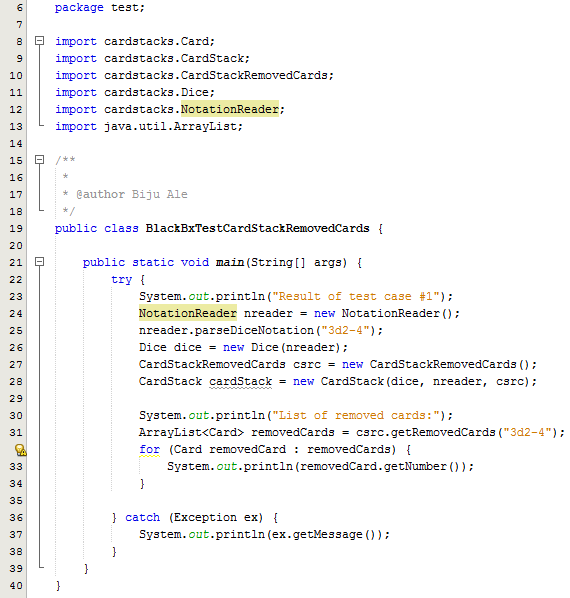 6 package test;
7
8 import cardstacks.Card;
9 import cardstacks.CardStack;
10 import cardstacks.CardStackRemovedCards;
11 import cardstacks.Dice;
12 import cardstacks.NotationReader;
13 import java.util.ArrayList;
14
15 /**
16 *
17 * @author Biju Ale
18 */
19 public class BlackBxTestCardStackRemovedCards {
20
21 public static void main(String[] args) {
22 try {
23 System.out.println("Result of test case #1");
24 NotationReader nreader = new NotationReader();
25 nreader.parseDiceNotation("3d2-4");
26 Dice dice = new Dice(nreader);
27 CardStackRemovedCards csrc = new CardStackRemovedCards();
28 CardStack cardStack = new CardStack(dice, nreader, csrc);
29
30 System.out.println("List of removed cards:");
31 ArrayList<Card> removedCards = csrc.getRemovedCards("3d2-4");
for (Card removedCard : removedCards) {
33 System.out.println(removedCard.getNumber());
34 }
35
36 } catch (Exception ex) {
37 System.out.println(ex.getMessage());
38 }
39 }
40 }